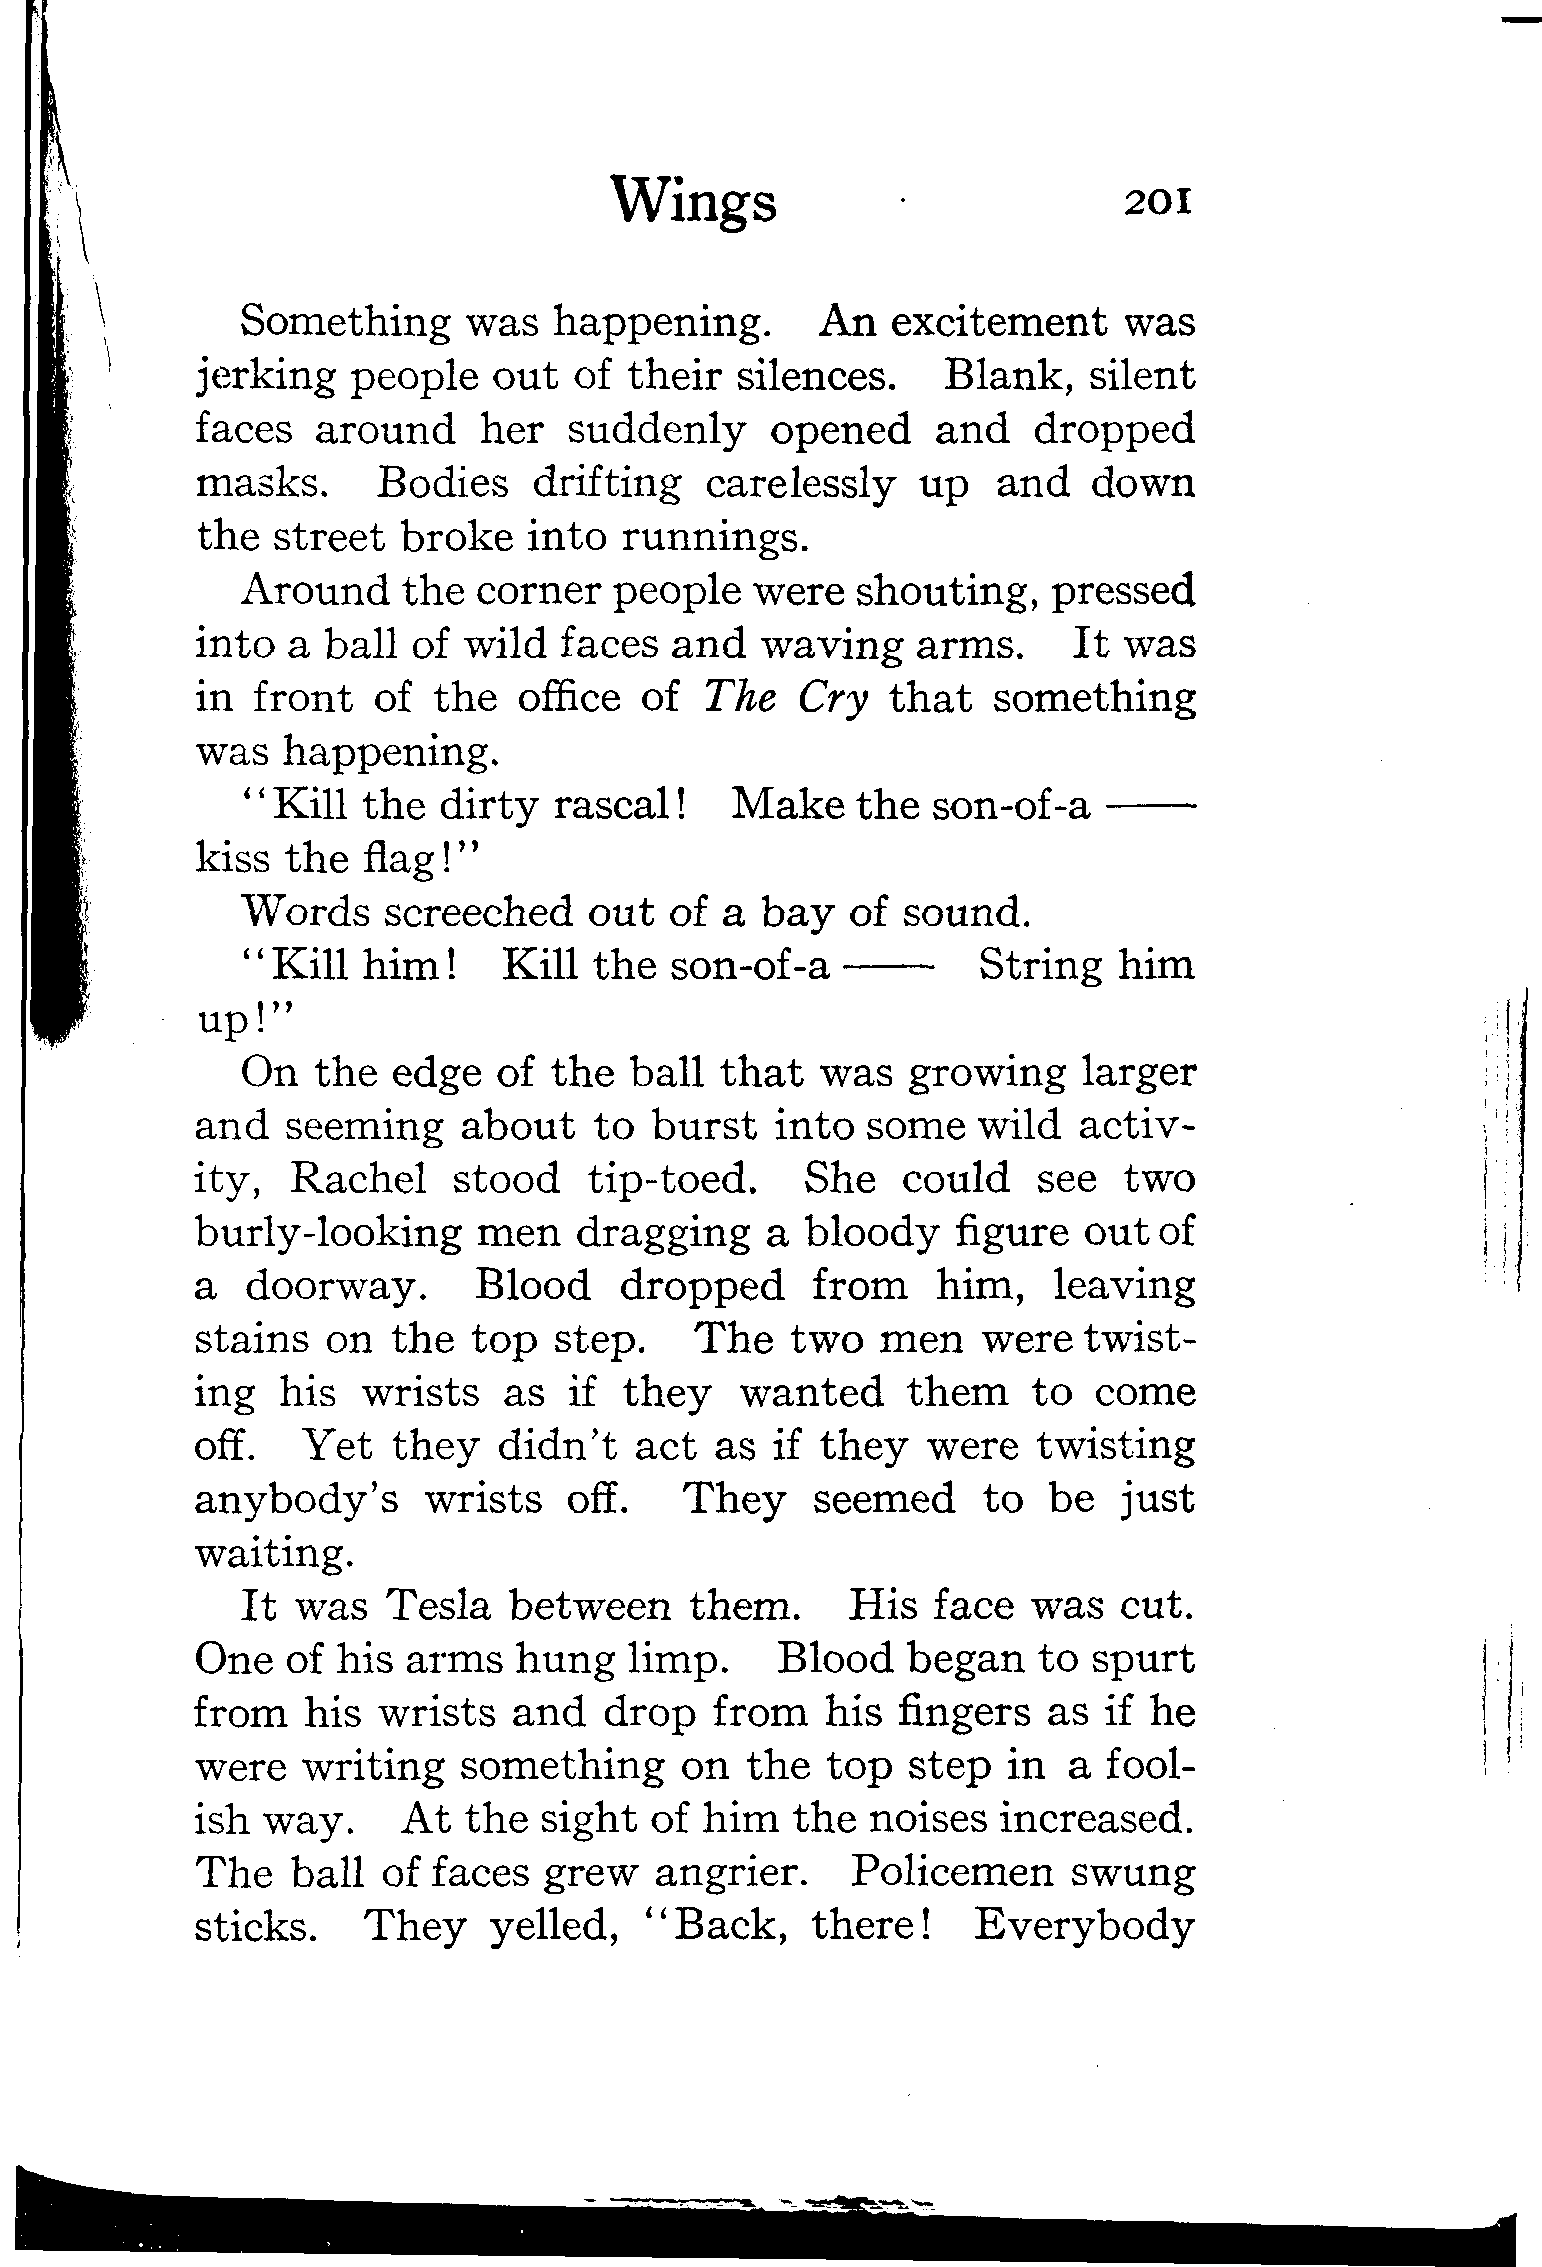 Wings 201
Something was happening. An excitement was
jerking people out of their silences. Blank, silent
faces around her suddenly opened and dropped
masks. Bodies drifting carelessly up and down
the street broke into runnings.
Around the corner people were shouting, pressed
into a ball of wild faces and waving arms. It was
in front of the office of The Cry that something
was happening.
“Kill the dirty rascal! Make the son-of-a ——
kiss the flag!”
Words screeched out of a bay of sound.
“Kill him! Kill the son-of-a —— String him
up!”
On the edge of the ball that was growing larger
and seeming about to burst into some wild activ-
ity, Rachel stood tip-toed. She could see two
burly-looking men dragging a bloody figure out of
a doorway. Blood dropped from him, leaving
stains on the top step. The two men were twist-
ing his wrists as if they wanted them to come
off. Yet they didn’t act as if they were twisting
anybody’s wrists off. They seemed to be just
waiting.
It was Tesla between them. His face was cut.
One of his arms hung limp. Blood began to spurt
from his wrists and drop from his fingers as if he
were writing something on the top step in a fool-
ish way. At the sight of him the noises increased.
The ball of faces grew angrier. Policemen swung
sticks. They yelled, “Back, there! Everybody